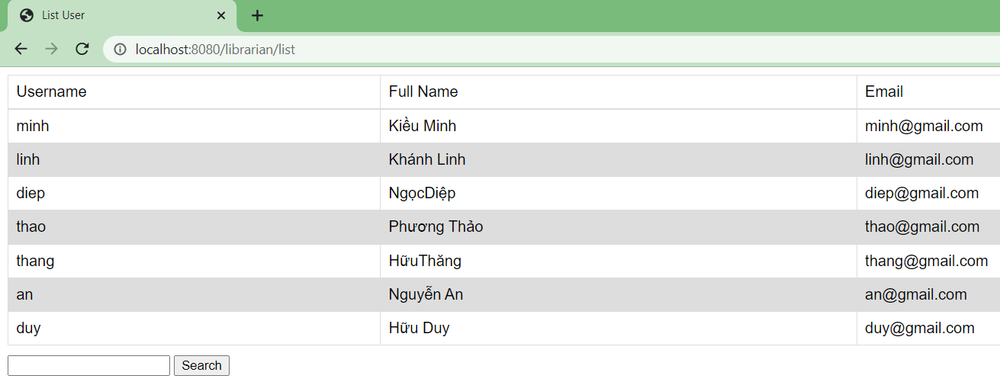 List User
localhost:8080/librarian/list
Username Full Name Email
minh Kiều Minh minh@gmail.com
linh Khánh Linh linh@gmail.com
diep NgọcDiệp diep@gmail.com
thao Phương Thảo thao@gmail.com
thang HữuThăng thang@gmail.com
an Nguyễn An an@gmail.com
duy Hữu Duy duy@gmail.com
Search